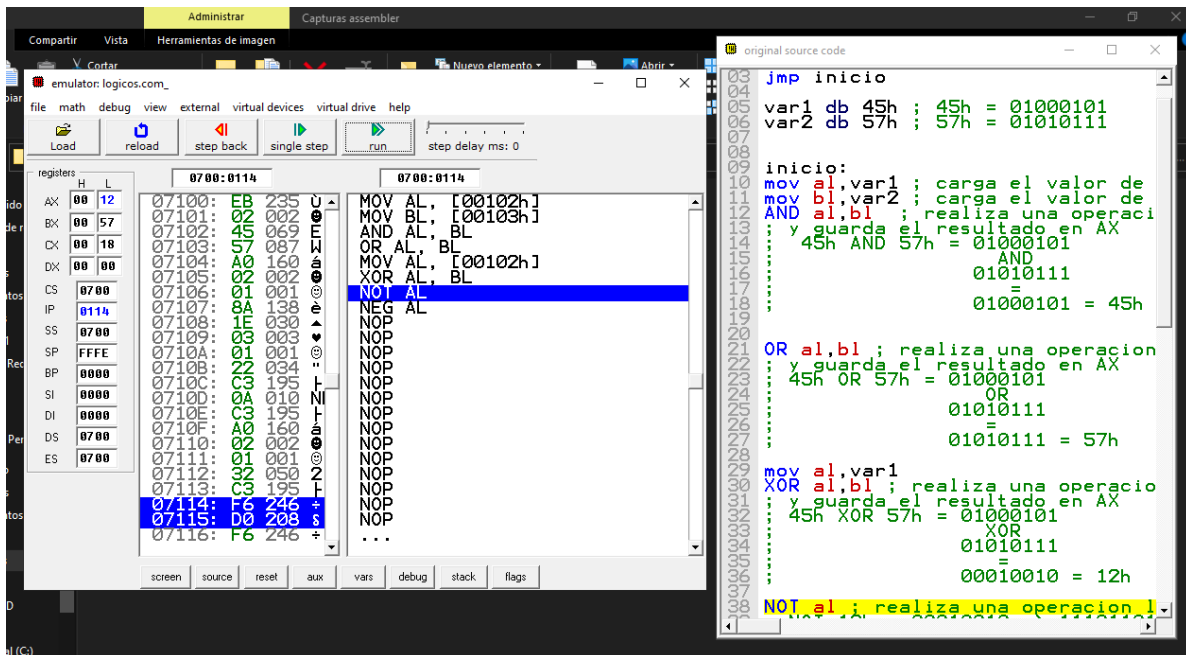 Administrar
Capturas assembler
Compartir Vista Herramientas de imagen
Cortar
Nuevo elemento
Abrir
emulator: logicos.com_
file math debug view external virtual devices virtual drive help
Load reload step back single step run step delay ms: 0
registers
H L
AX 00 12
BX 00 57
CX 00 18
DX 00 00
CS 0700
IP 0114
SS 0700
SP FFFE
BP 0000
SI 0000
DI 0000
DS 0700
ES 0700
0700:0114 0700:0114
07100: EB 235 Ù
07101: 02 002 ☻
07102: 45 069 E
07103: 57 087 W
07104: A0 160 á
07105: 02 002 ☻
07106: 01 001 ☺
07107: 8A 138 è
07108: 1E 030 ▲
07109: 03 003 ♥
0710A: 01 001 ☺
0710B: 22 034 "
0710C: C3 195 ├
0710D: 0A 010
0710E: C3 195 ├
0710F: A0 160 á
07110: 02 002 ☻
07111: 01 001 ☺
07112: 32 050 2
07113: C3 195 ├
07114: F6 246 ÷
07115: D0 208
07116: F6 246 ÷
MOV AL, [00102h]
MOV BL, [00103h]
AND AL, BL
OR AL, BL
MOV AL, [00102h]
XOR AL, BL
NOT AL
NEG AL
NOP
NOP
NOP
NOP
NOP
NOP
NOP
NOP
NOP
NOP
NOP
NOP
NOP
NOP
...
screen source reset aux vars debug stack flags
original source code
03 jmp inicio
04
05 var1 db 45h ; 45h = 01000101
06 var2 db 57h ; 57h = 01010111
07
08
09 inicio:
10 mov al,var1 ; carga el valor de
11 mov bl,var2 ; carga el valor de
12 AND al,bl ; realiza una operaci
13 ; y guarda el resultado en AX
14 ; 45h AND 57h = 01000101
15 ; AND
16 ; 01010111
17 ; =
18 ; 01000101 = 45h
19
20
21 OR al,bl ; realiza una operacion
22 ; y guarda el resultado en AX
23 ; 45h OR 57h = 01000101
24 ; OR
25 ; 01010111
26 ; =
27 ; 01010111 = 57h
28
29 mov al,var1
30 XOR al,bl ; realiza una operacio
31 ; y guarda el resultado en AX
32 ; 45h XOR 57h = 01000101
33 ; XOR
34 ; 01010111
35 ; =
36 ; 00010010 = 12h
37
38 NOT al ; realiza una operacion l
al (C:)